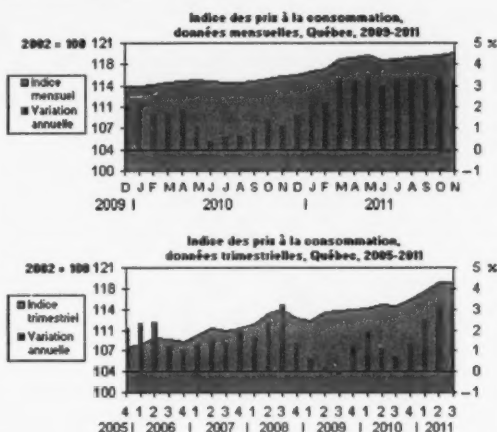 Indice des prix à la consommation,
données mensuelles, Québec, 2009-2011
2002 = 100
121
118
114
111
107
104
100
5 %
4
3
2
1
0
-1
Indice
mensuel
Variation
annuelle
D J F M A M J J A S O N D J F M A M J J A S O N
2009 | 2010 | 2011
Indice des prix à la consommation,
données trimestrielles, Québec, 2005-2011
2002 = 100
121
118
114
111
107
104
100
5 %
4
3
2
1
0
-1
Indice
trimestriel
Variation
annuelle
4 1 2 3 4 1 2 3 4 1 2 3 4 1 2 3 4 1 2 3 4 1 2 3
2005 | 2006 | 2007 | 2008 | 2009 | 2010 | 2011